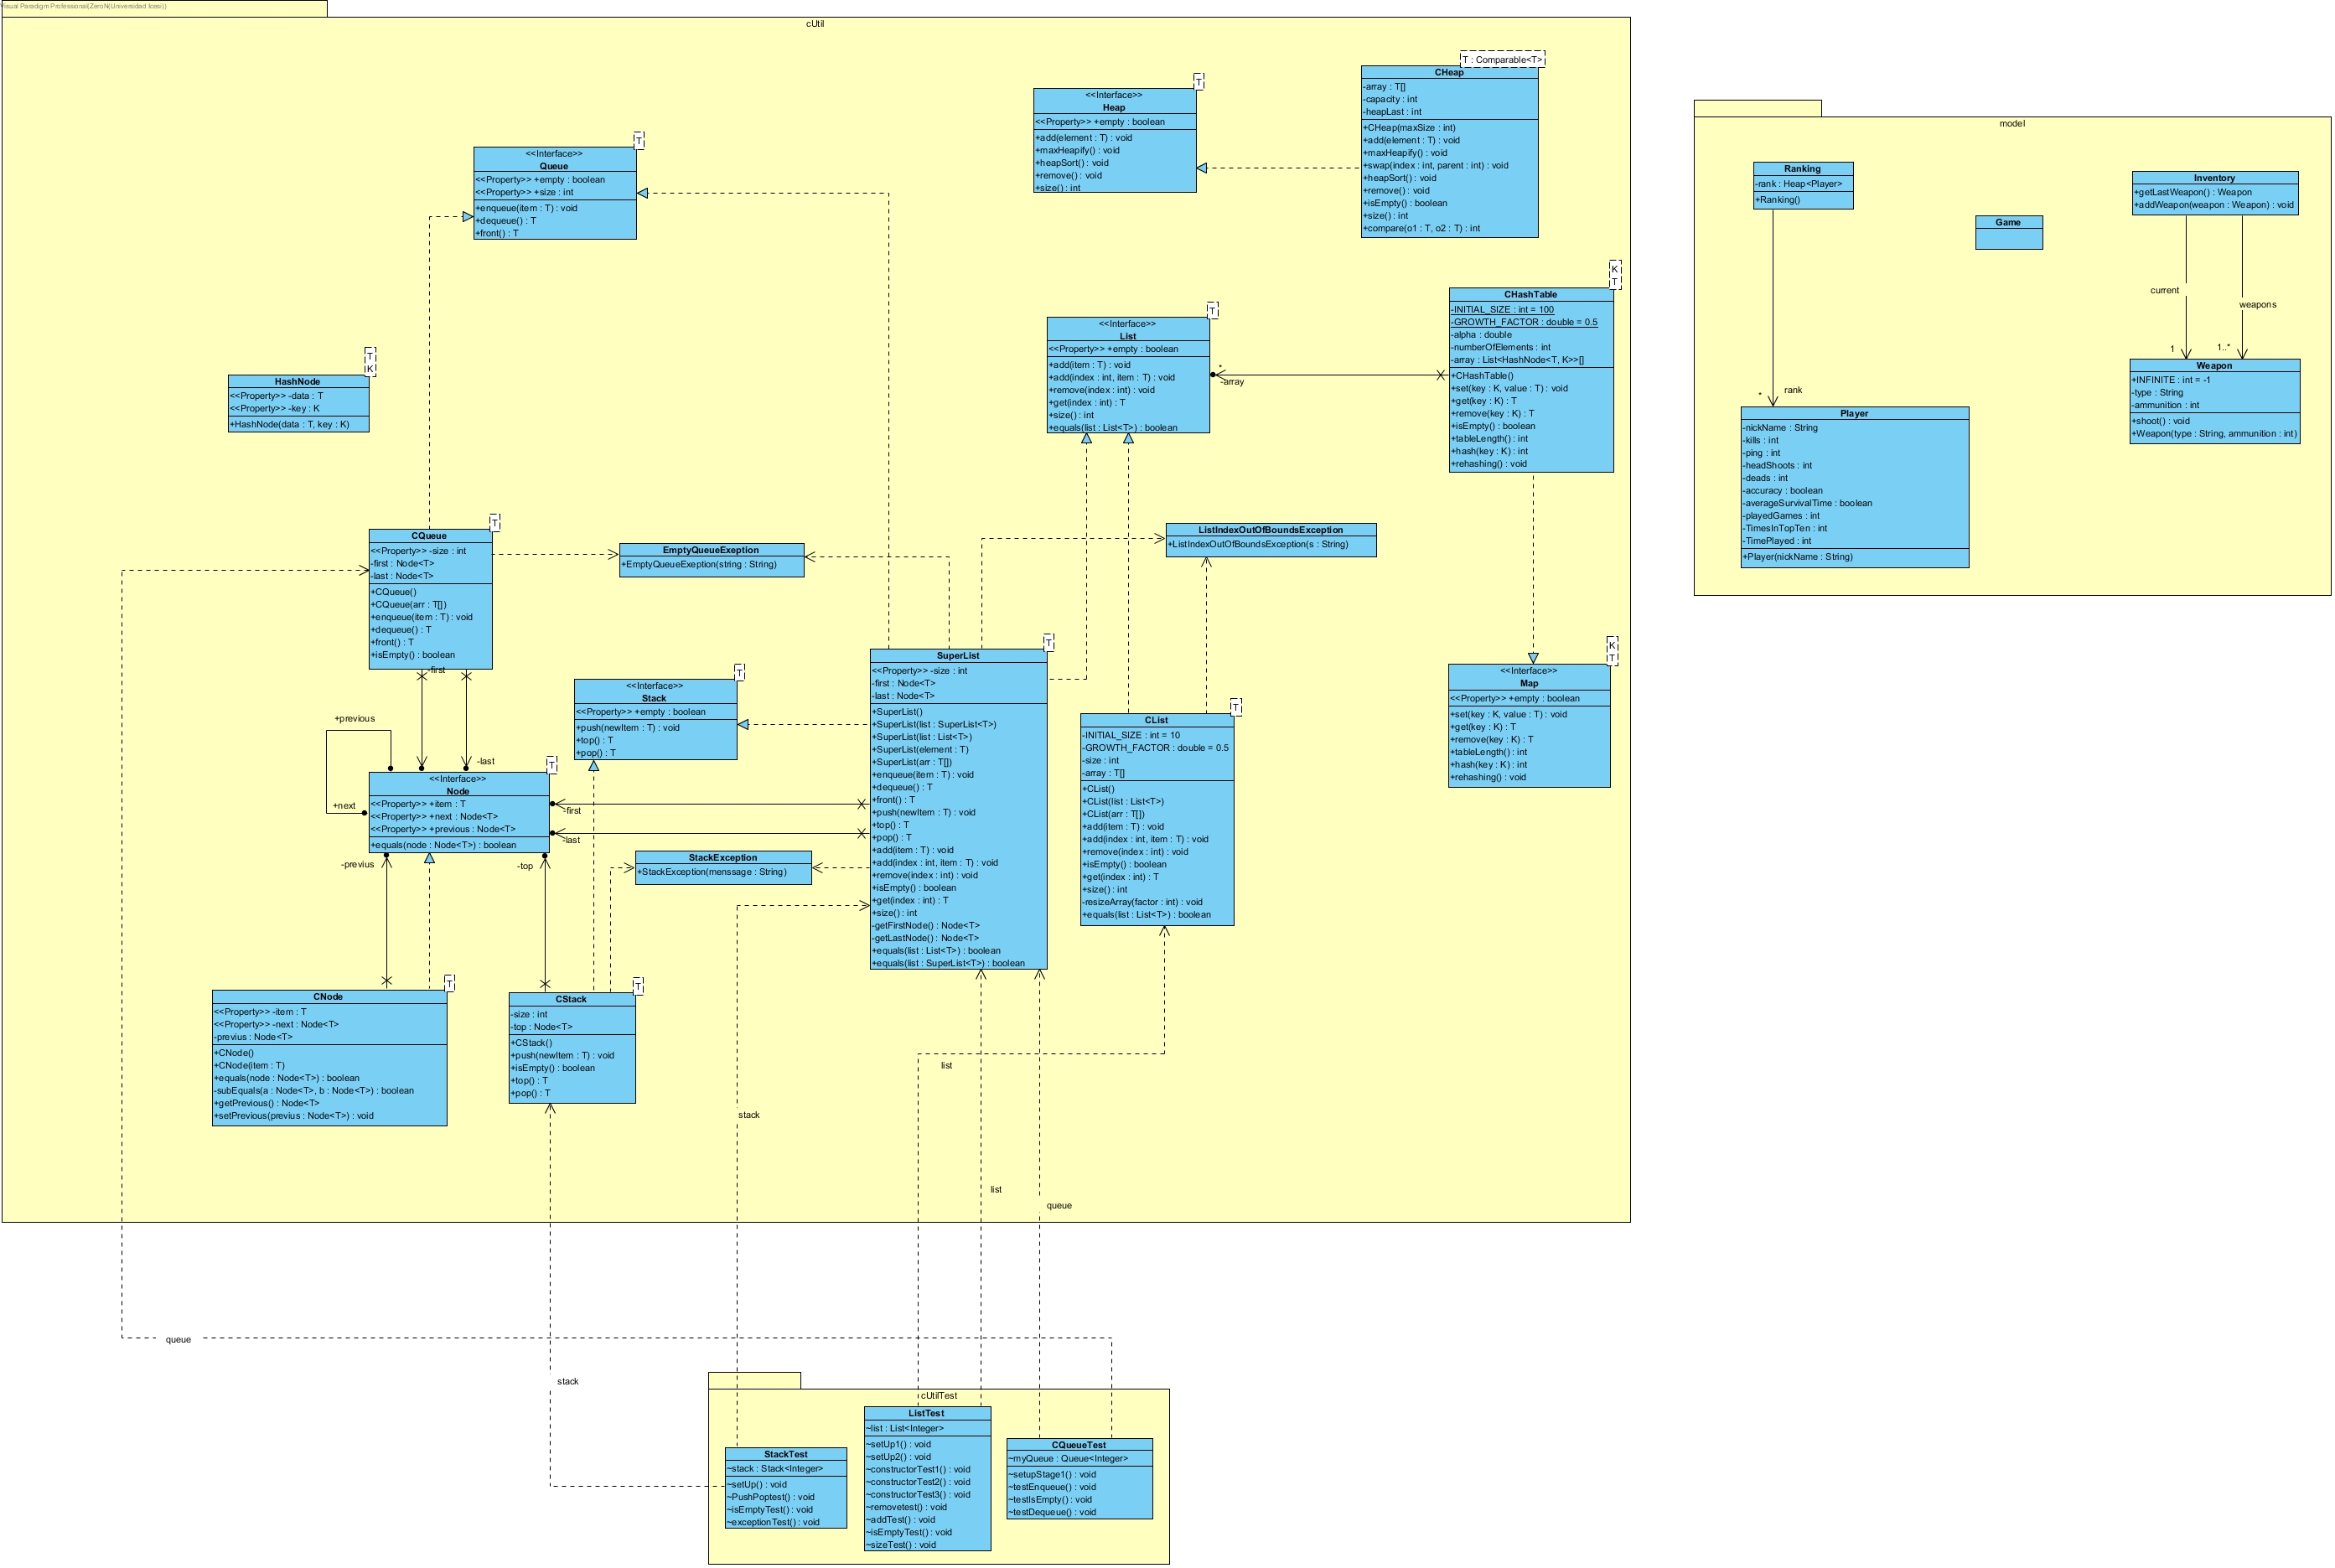 Visual Paradigm Professional(ZeroN(Universidad Icesi))
cUtil
T
<<Interface>>
Queue
<<Property>> +empty : boolean
<<Property>> +size : int
+enqueue(item : T) : void
+dequeue() : T
+front() : T
T
<<Interface>>
Heap
<<Property>> +empty : boolean
+add(element : T) : void
+maxHeapify() : void
+heapSort() : void
+remove() : void
+size() : int
T : Comparable<T>
CHeap
-array : T[]
-capacity : int
-heapLast : int
+CHeap(maxSize : int)
+add(element : T) : void
+maxHeapify() : void
+swap(index : int, parent : int) : void
+heapSort() : void
+remove() : void
+isEmpty() : boolean
+size() : int
+compare(o1 : T, o2 : T) : int
T
K
HashNode
<<Property>> -data : T
<<Property>> -key : K
+HashNode(data : T, key : K)
T
<<Interface>>
List
<<Property>> +empty : boolean
+add(item : T) : void
+add(index : int, item : T) : void
+remove(index : int) : void
+get(index : int) : T
+size() : int
+equals(list : List<T>) : boolean
*
-array
K
T
CHashTable
-INITIAL_SIZE : int = 100
-GROWTH_FACTOR : double = 0.5
-alpha : double
-numberOfElements : int
-array : List<HashNode<T, K>>[]
+CHashTable()
+set(key : K, value : T) : void
+get(key : K) : T
+remove(key : K) : T
+isEmpty() : boolean
+tableLength() : int
+hash(key : K) : int
+rehashing() : void
T
CQueue
<<Property>> -size : int
-first : Node<T>
-last : Node<T>
+CQueue()
+CQueue(arr : T[])
+enqueue(item : T) : void
+dequeue() : T
+front() : T
+isEmpty() : boolean
-first
-last
EmptyQueueExeption
+EmptyQueueExeption(string : String)
ListIndexOutOfBoundsException
+ListIndexOutOfBoundsException(s : String)
T
<<Interface>>
Stack
<<Property>> +empty : boolean
+push(newItem : T) : void
+top() : T
+pop() : T
T
SuperList
<<Property>> -size : int
-first : Node<T>
-last : Node<T>
+SuperList()
+SuperList(list : SuperList<T>)
+SuperList(list : List<T>)
+SuperList(element : T)
+SuperList(arr : T[])
+enqueue(item : T) : void
+dequeue() : T
+front() : T
+push(newItem : T) : void
+top() : T
+pop() : T
+add(item : T) : void
+add(index : int, item : T) : void
+remove(index : int) : void
+isEmpty() : boolean
+get(index : int) : T
+size() : int
-getFirstNode() : Node<T>
-getLastNode() : Node<T>
+equals(list : List<T>) : boolean
+equals(list : SuperList<T>) : boolean
T
CList
-INITIAL_SIZE : int = 10
-GROWTH_FACTOR : double = 0.5
-size : int
-array : T[]
+CList()
+CList(list : List<T>)
+CList(arr : T[])
+add(item : T) : void
+add(index : int, item : T) : void
+remove(index : int) : void
+isEmpty() : boolean
+get(index : int) : T
+size() : int
-resizeArray(factor : int) : void
+equals(list : List<T>) : boolean
K
T
<<Interface>>
Map
<<Property>> +empty : boolean
+set(key : K, value : T) : void
+get(key : K) : T
+remove(key : K) : T
+tableLength() : int
+hash(key : K) : int
+rehashing() : void
+previous
+next
T
<<Interface>>
Node
<<Property>> +item : T
<<Property>> +next : Node<T>
<<Property>> +previous : Node<T>
+equals(node : Node<T>) : boolean
-first
-last
-previus
-top
StackException
+StackException(menssage : String)
T
CNode
<<Property>> -item : T
<<Property>> -next : Node<T>
-previus : Node<T>
+CNode()
+CNode(item : T)
+equals(node : Node<T>) : boolean
-subEquals(a : Node<T>, b : Node<T>) : boolean
+getPrevious() : Node<T>
+setPrevious(previus : Node<T>) : void
T
CStack
-size : int
-top : Node<T>
+CStack()
+push(newItem : T) : void
+isEmpty() : boolean
+top() : T
+pop() : T
list
stack
list
queue
queue
stack
model
Ranking
-rank : Heap<Player>
+Ranking()
Game
Inventory
+getLastWeapon() : Weapon
+addWeapon(weapon : Weapon) : void
current
weapons
1
1..*
*
rank
Weapon
+INFINITE : int = -1
-type : String
-ammunition : int
+shoot() : void
+Weapon(type : String, ammunition : int)
Player
-nickName : String
-kills : int
-ping : int
-headShoots : int
-deads : int
-accuracy : boolean
-averageSurvivalTime : boolean
-playedGames : int
-TimesInTopTen : int
-TimePlayed : int
+Player(nickName : String)
cUtilTest
StackTest
~stack : Stack<Integer>
~setUp() : void
~PushPoptest() : void
~isEmptyTest() : void
~exceptionTest() : void
ListTest
~list : List<Integer>
~setUp1() : void
~setUp2() : void
~constructorTest1() : void
~constructorTest2() : void
~constructorTest3() : void
~removetest() : void
~addTest() : void
~isEmptyTest() : void
~sizeTest() : void
CQueueTest
~myQueue : Queue<Integer>
~setupStage1() : void
~testEnqueue() : void
~testIsEmpty() : void
~testDequeue() : void